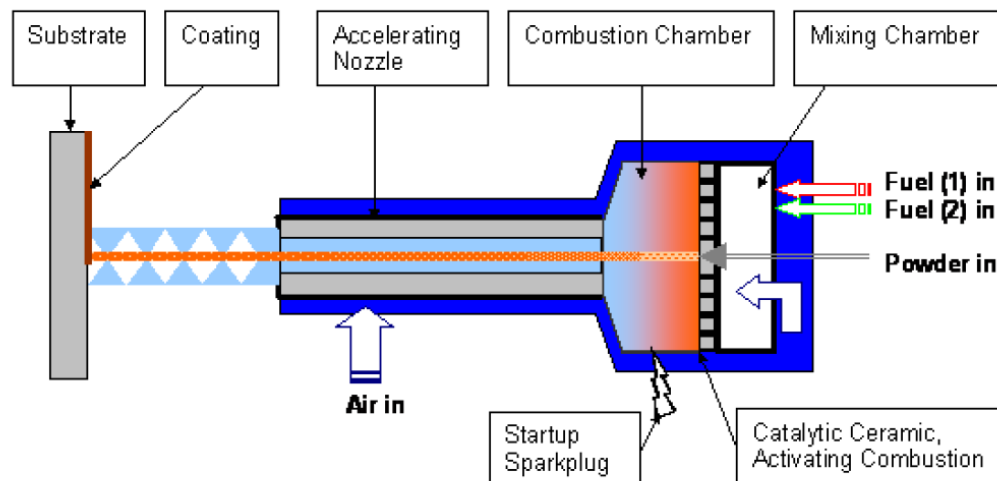 Substrate
Coating
Accelerating
Nozzle
Combustion Chamber
Mixing Chamber
Fuel (1) in
Fuel (2) in
Powder in
Air in
Startup
Sparkplug
Catalytic Ceramic,
Activating Combustion